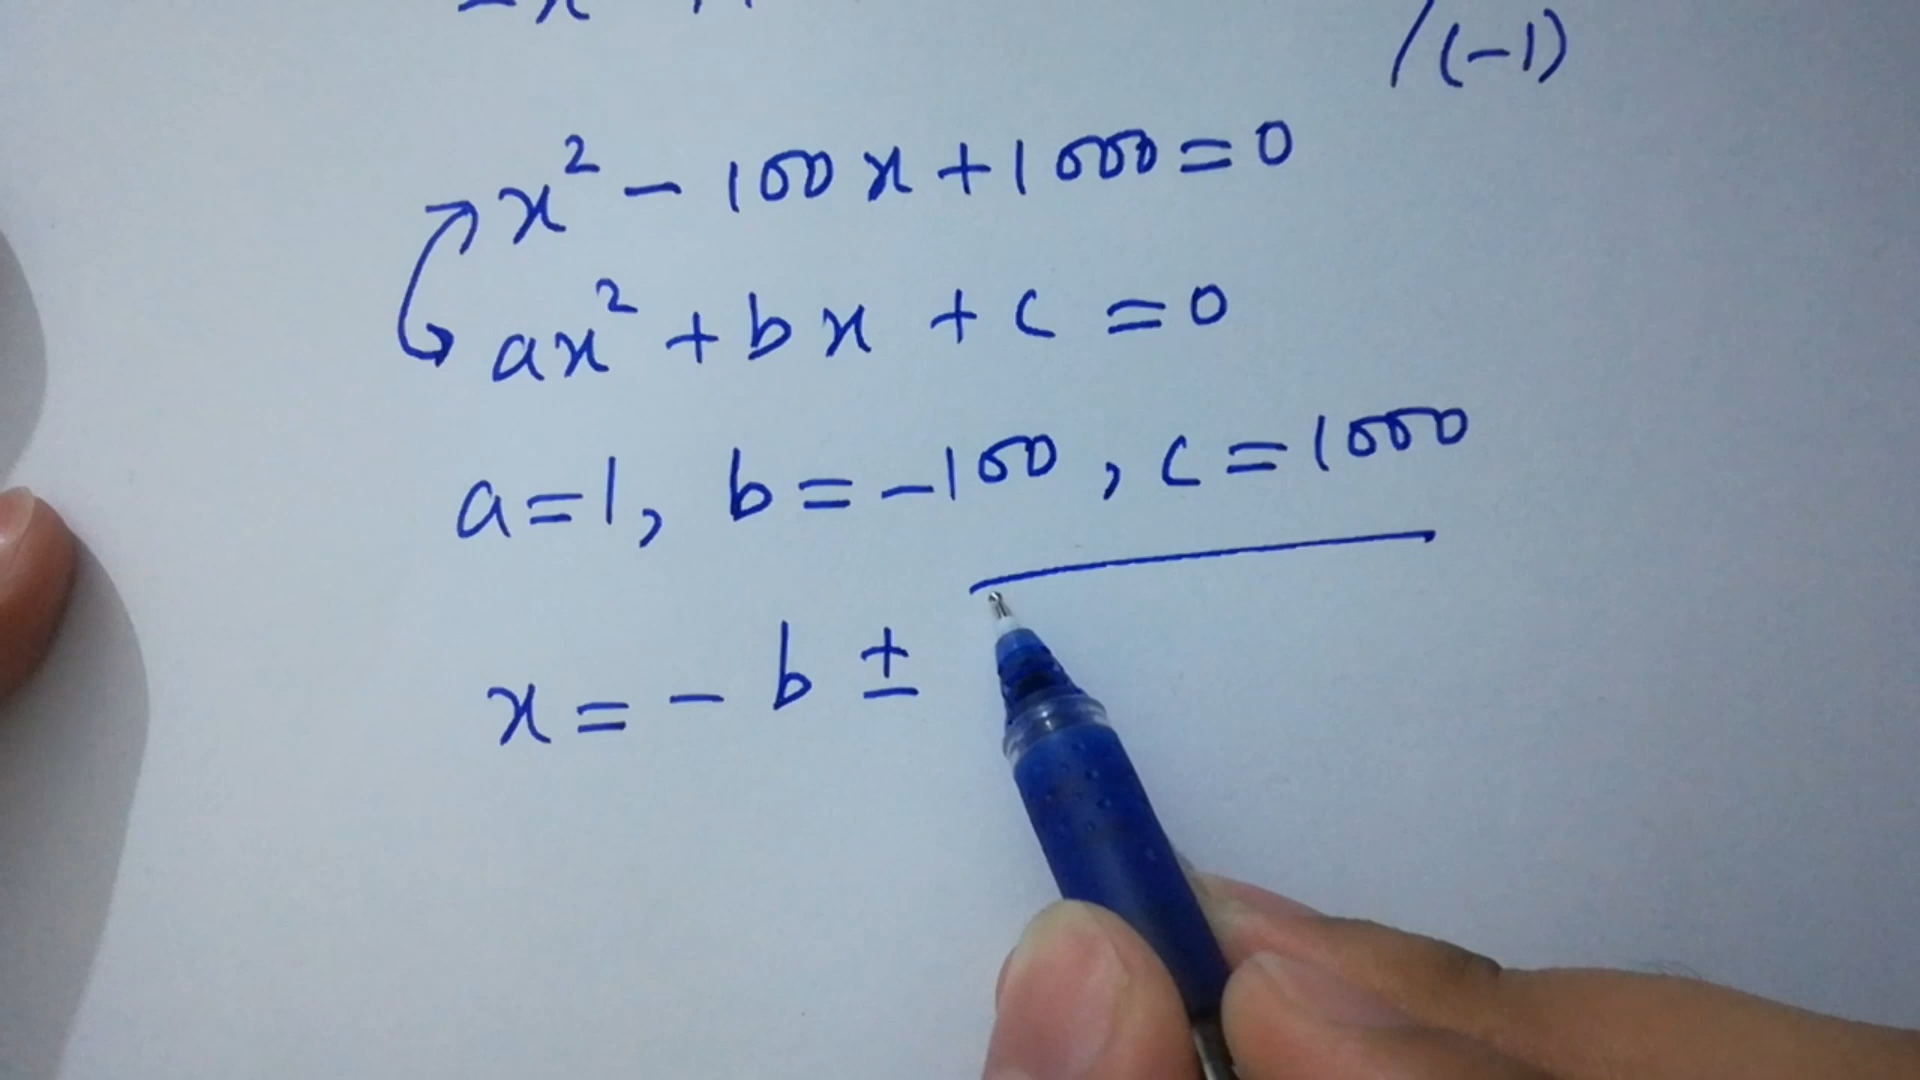 /(-1)
x² - 100x + 1000 = 0
ax² + bx + c = 0
a = 1, b = -100, c = 1000
x = - b ±